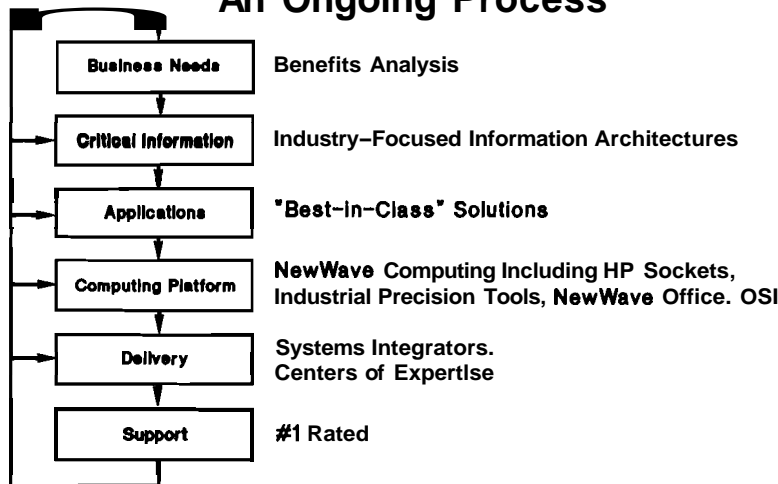 An Ongoing Process
Business Needs
Benefits Analysis
Critical Information
Industry-Focused Information Architectures
Applications
"Best-in-Class" Solutions
Computing Platform
NewWave Computing Including HP Sockets,
Industrial Precision Tools, NewWave Office. OSI
Delivery
Systems Integrators.
Centers of ExpertIse
Support
#1 Rated